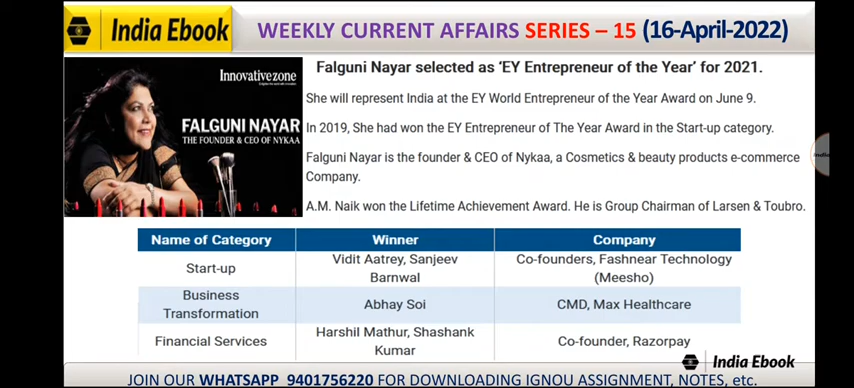 India Ebook
WEEKLY CURRENT AFFAIRS SERIES – 15 (16-April-2022)
Innovativezone
FALGUNI NAYAR
THE FOUNDER & CEO OF NYKAA
Falguni Nayar selected as ‘EY Entrepreneur of the Year’ for 2021.
She will represent India at the EY World Entrepreneur of the Year Award on June 9.
In 2019, She had won the EY Entrepreneur of The Year Award in the Start-up category.
Falguni Nayar is the founder & CEO of Nykaa, a Cosmetics & beauty products e-commerce
Company.
A.M. Naik won the Lifetime Achievement Award. He is Group Chairman of Larsen & Toubro.
Name of Category Winner Company
Start-up Vidit Aatrey, Sanjeev Barnwal Co-founders, Fashnear Technology (Meesho)
Business Transformation Abhay Soi CMD, Max Healthcare
Financial Services Harshil Mathur, Shashank Kumar Co-founder, Razorpay
India Ebook
JOIN OUR WHATSAPP 9401756220 FOR DOWNLOADING IGNOU ASSIGNMENT, NOTES, etc.